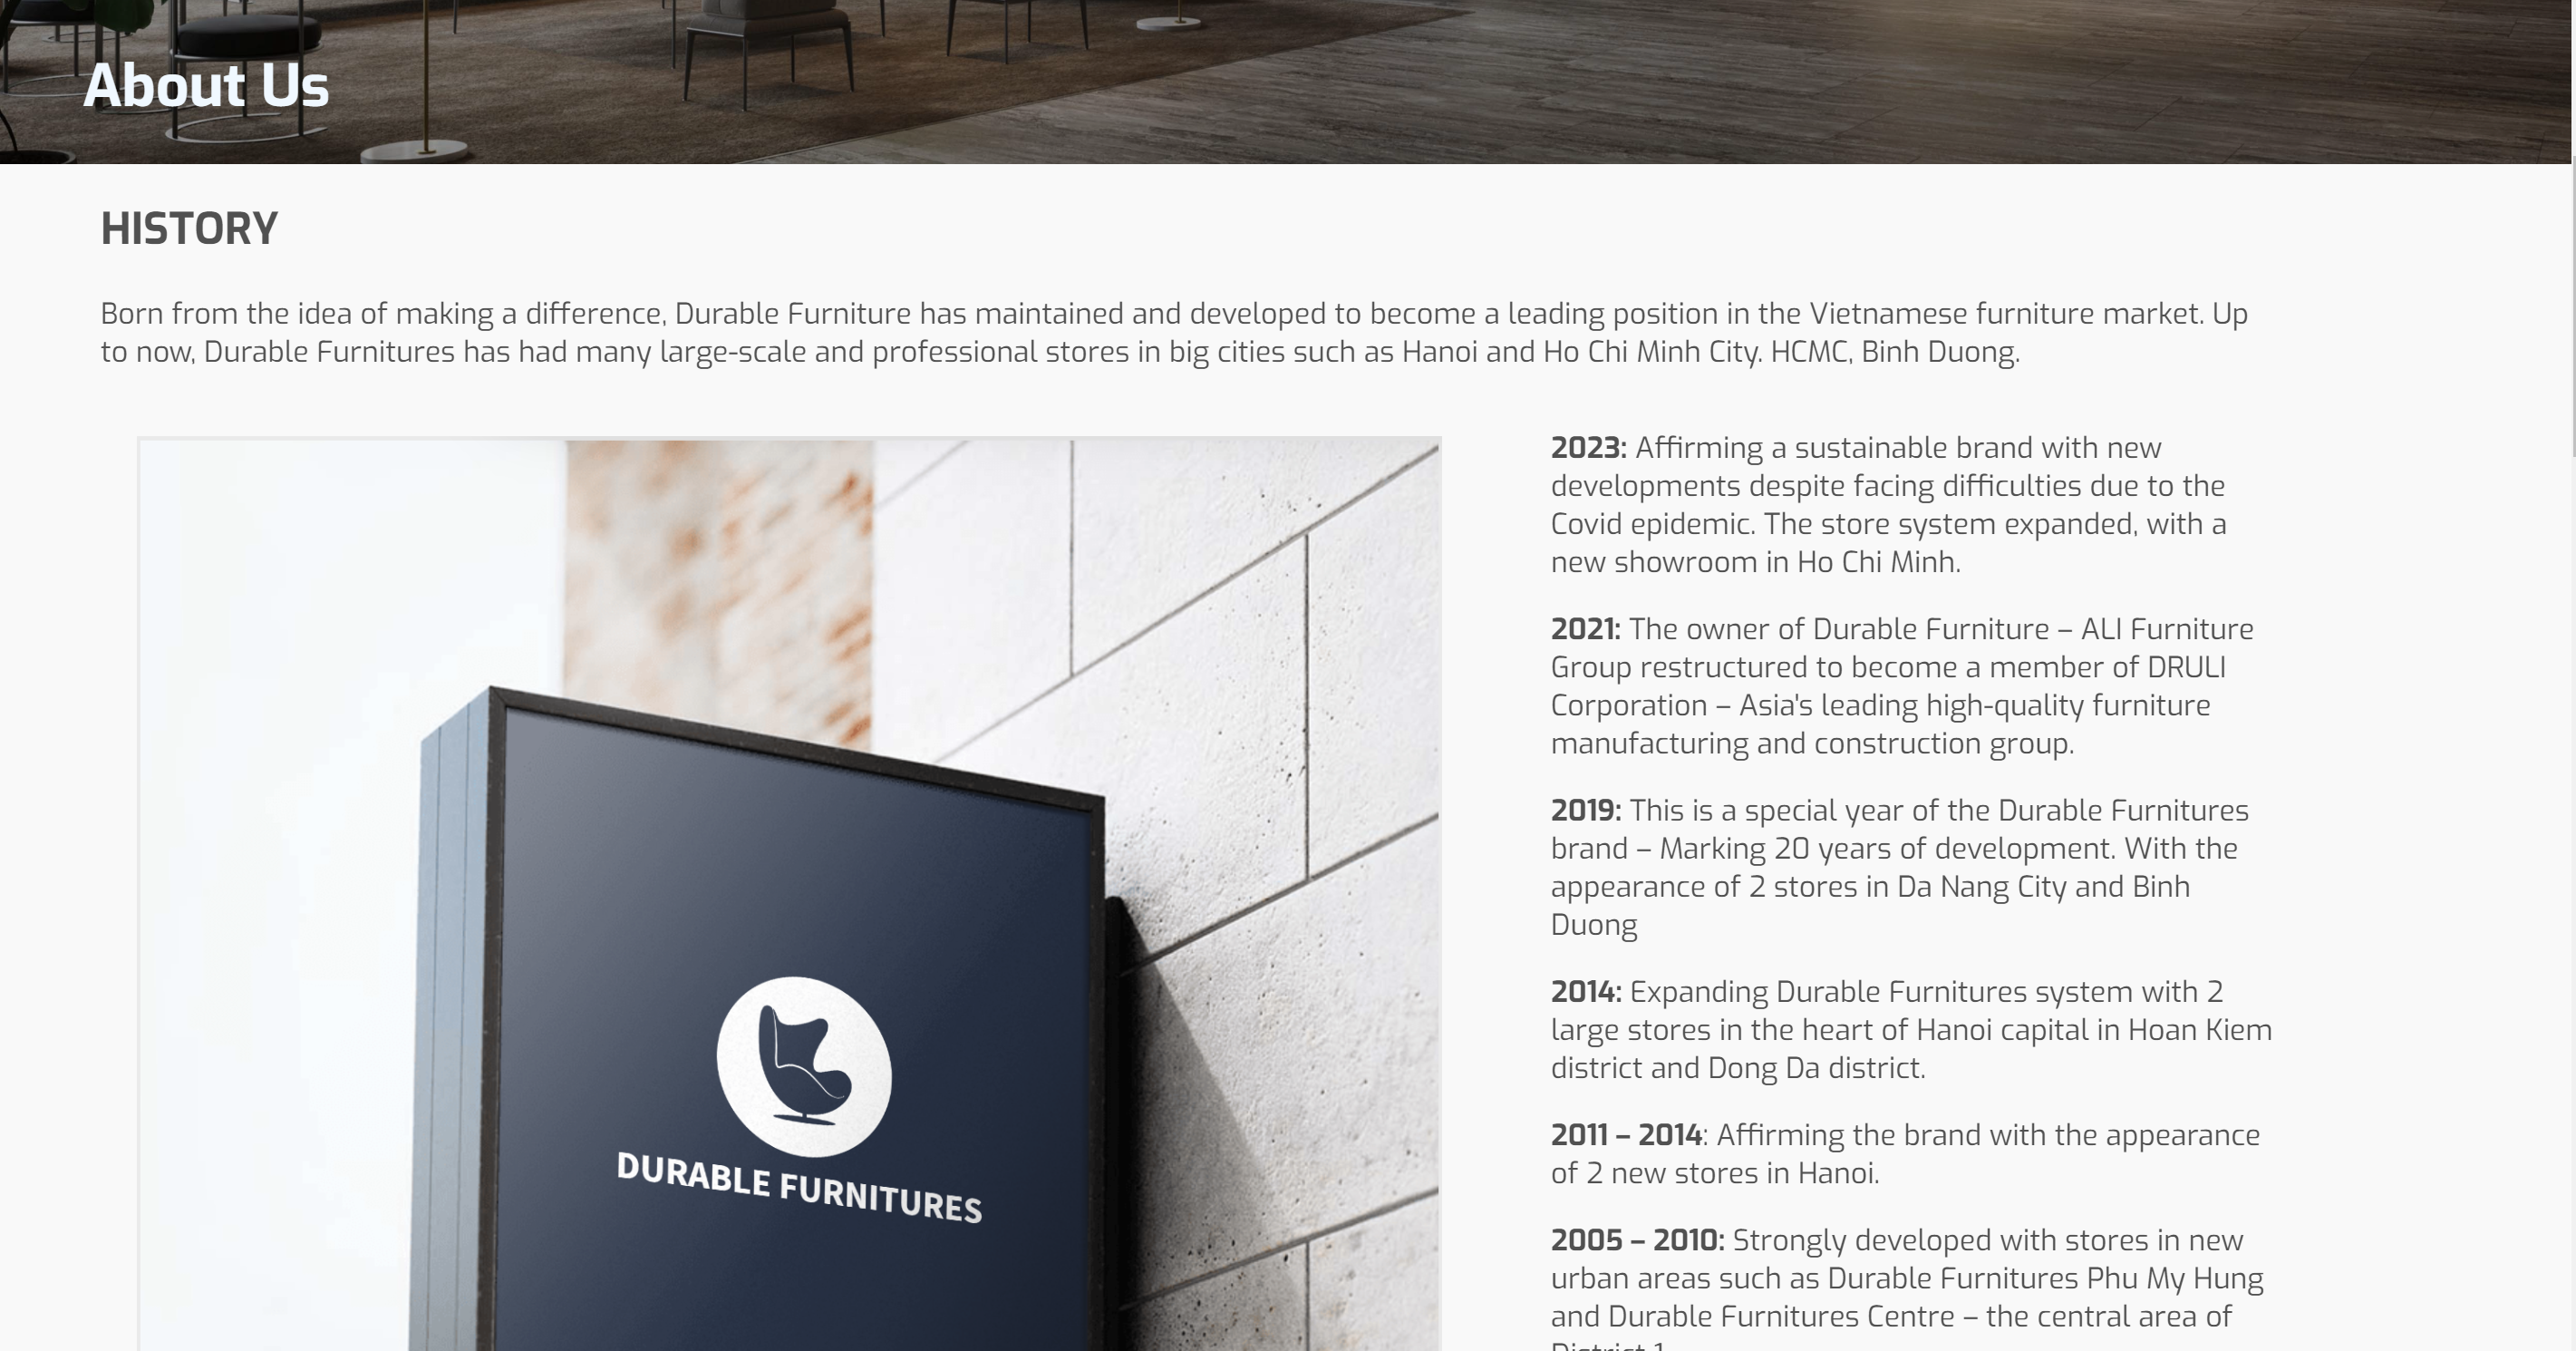 About Us
HISTORY
Born from the idea of making a difference, Durable Furniture has maintained and developed to become a leading position in the Vietnamese furniture market. Up
to now, Durable Furnitures has had many large-scale and professional stores in big cities such as Hanoi and Ho Chi Minh City. HCMC, Binh Duong.
DURABLE FURNITURES
2023: Affirming a sustainable brand with new
developments despite facing difficulties due to the
Covid epidemic. The store system expanded, with a
new showroom in Ho Chi Minh.
2021: The owner of Durable Furniture – ALI Furniture
Group restructured to become a member of DRULI
Corporation – Asia's leading high-quality furniture
manufacturing and construction group.
2019: This is a special year of the Durable Furnitures
brand – Marking 20 years of development. With the
appearance of 2 stores in Da Nang City and Binh
Duong
2014: Expanding Durable Furnitures system with 2
large stores in the heart of Hanoi capital in Hoan Kiem
district and Dong Da district.
2011 – 2014: Affirming the brand with the appearance
of 2 new stores in Hanoi.
2005 – 2010: Strongly developed with stores in new
urban areas such as Durable Furnitures Phu My Hung
and Durable Furnitures Centre – the central area of
District 1